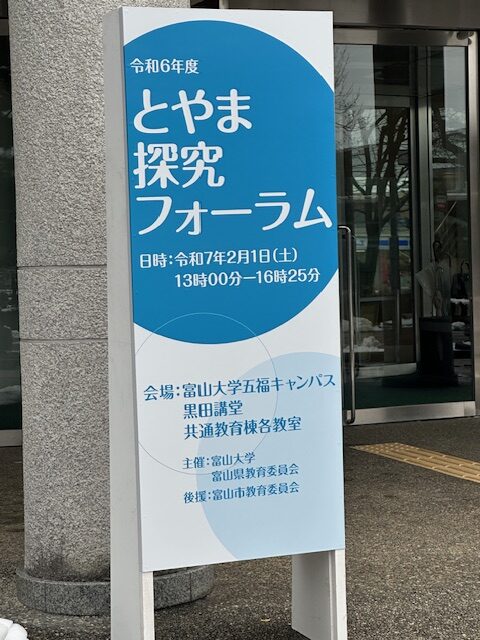 令和6年度
とやま
探究
フォーラム
日時:令和7年2月1日(土)
13時00分ー16時25分
会場:富山大学五福キャンパス
黒田講堂
共通教育棟各教室
主催:富山大学
富山県教育委員会
後援:富山市教育委員会